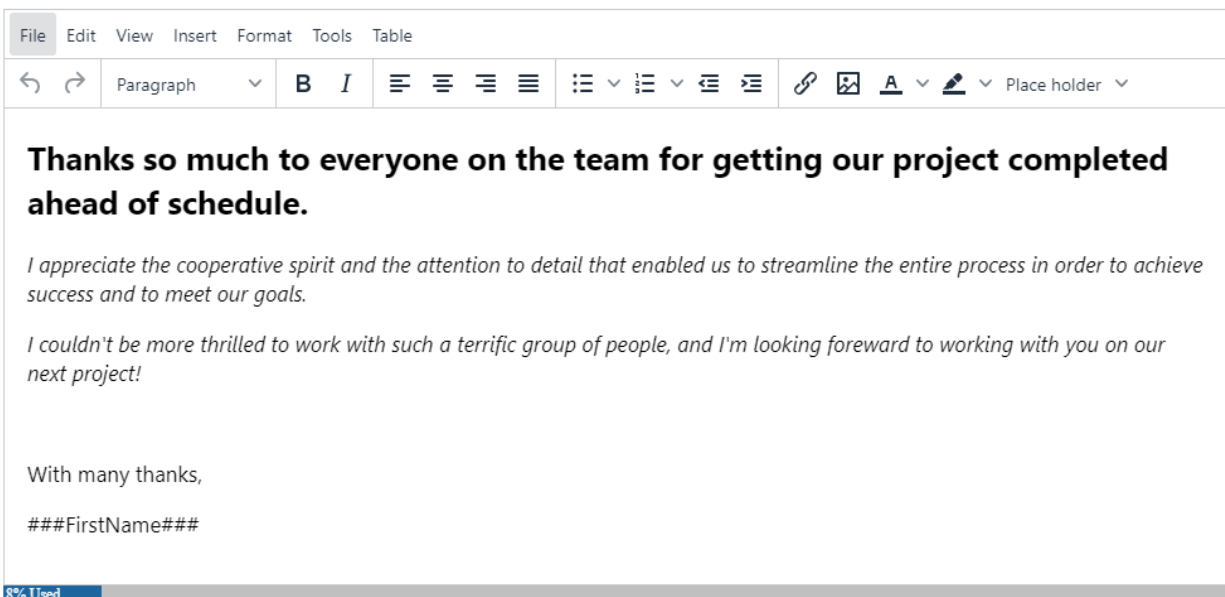 File Edit View Insert Format Tools Table
Paragraph B I A Place holder
Thanks so much to everyone on the team for getting our project completed
ahead of schedule.
I appreciate the cooperative spirit and the attention to detail that enabled us to streamline the entire process in order to achieve
success and to meet our goals.
I couldn't be more thrilled to work with such a terrific group of people, and I'm looking foreward to working with you on our
next project!
With many thanks,
###FirstName###
8% Used